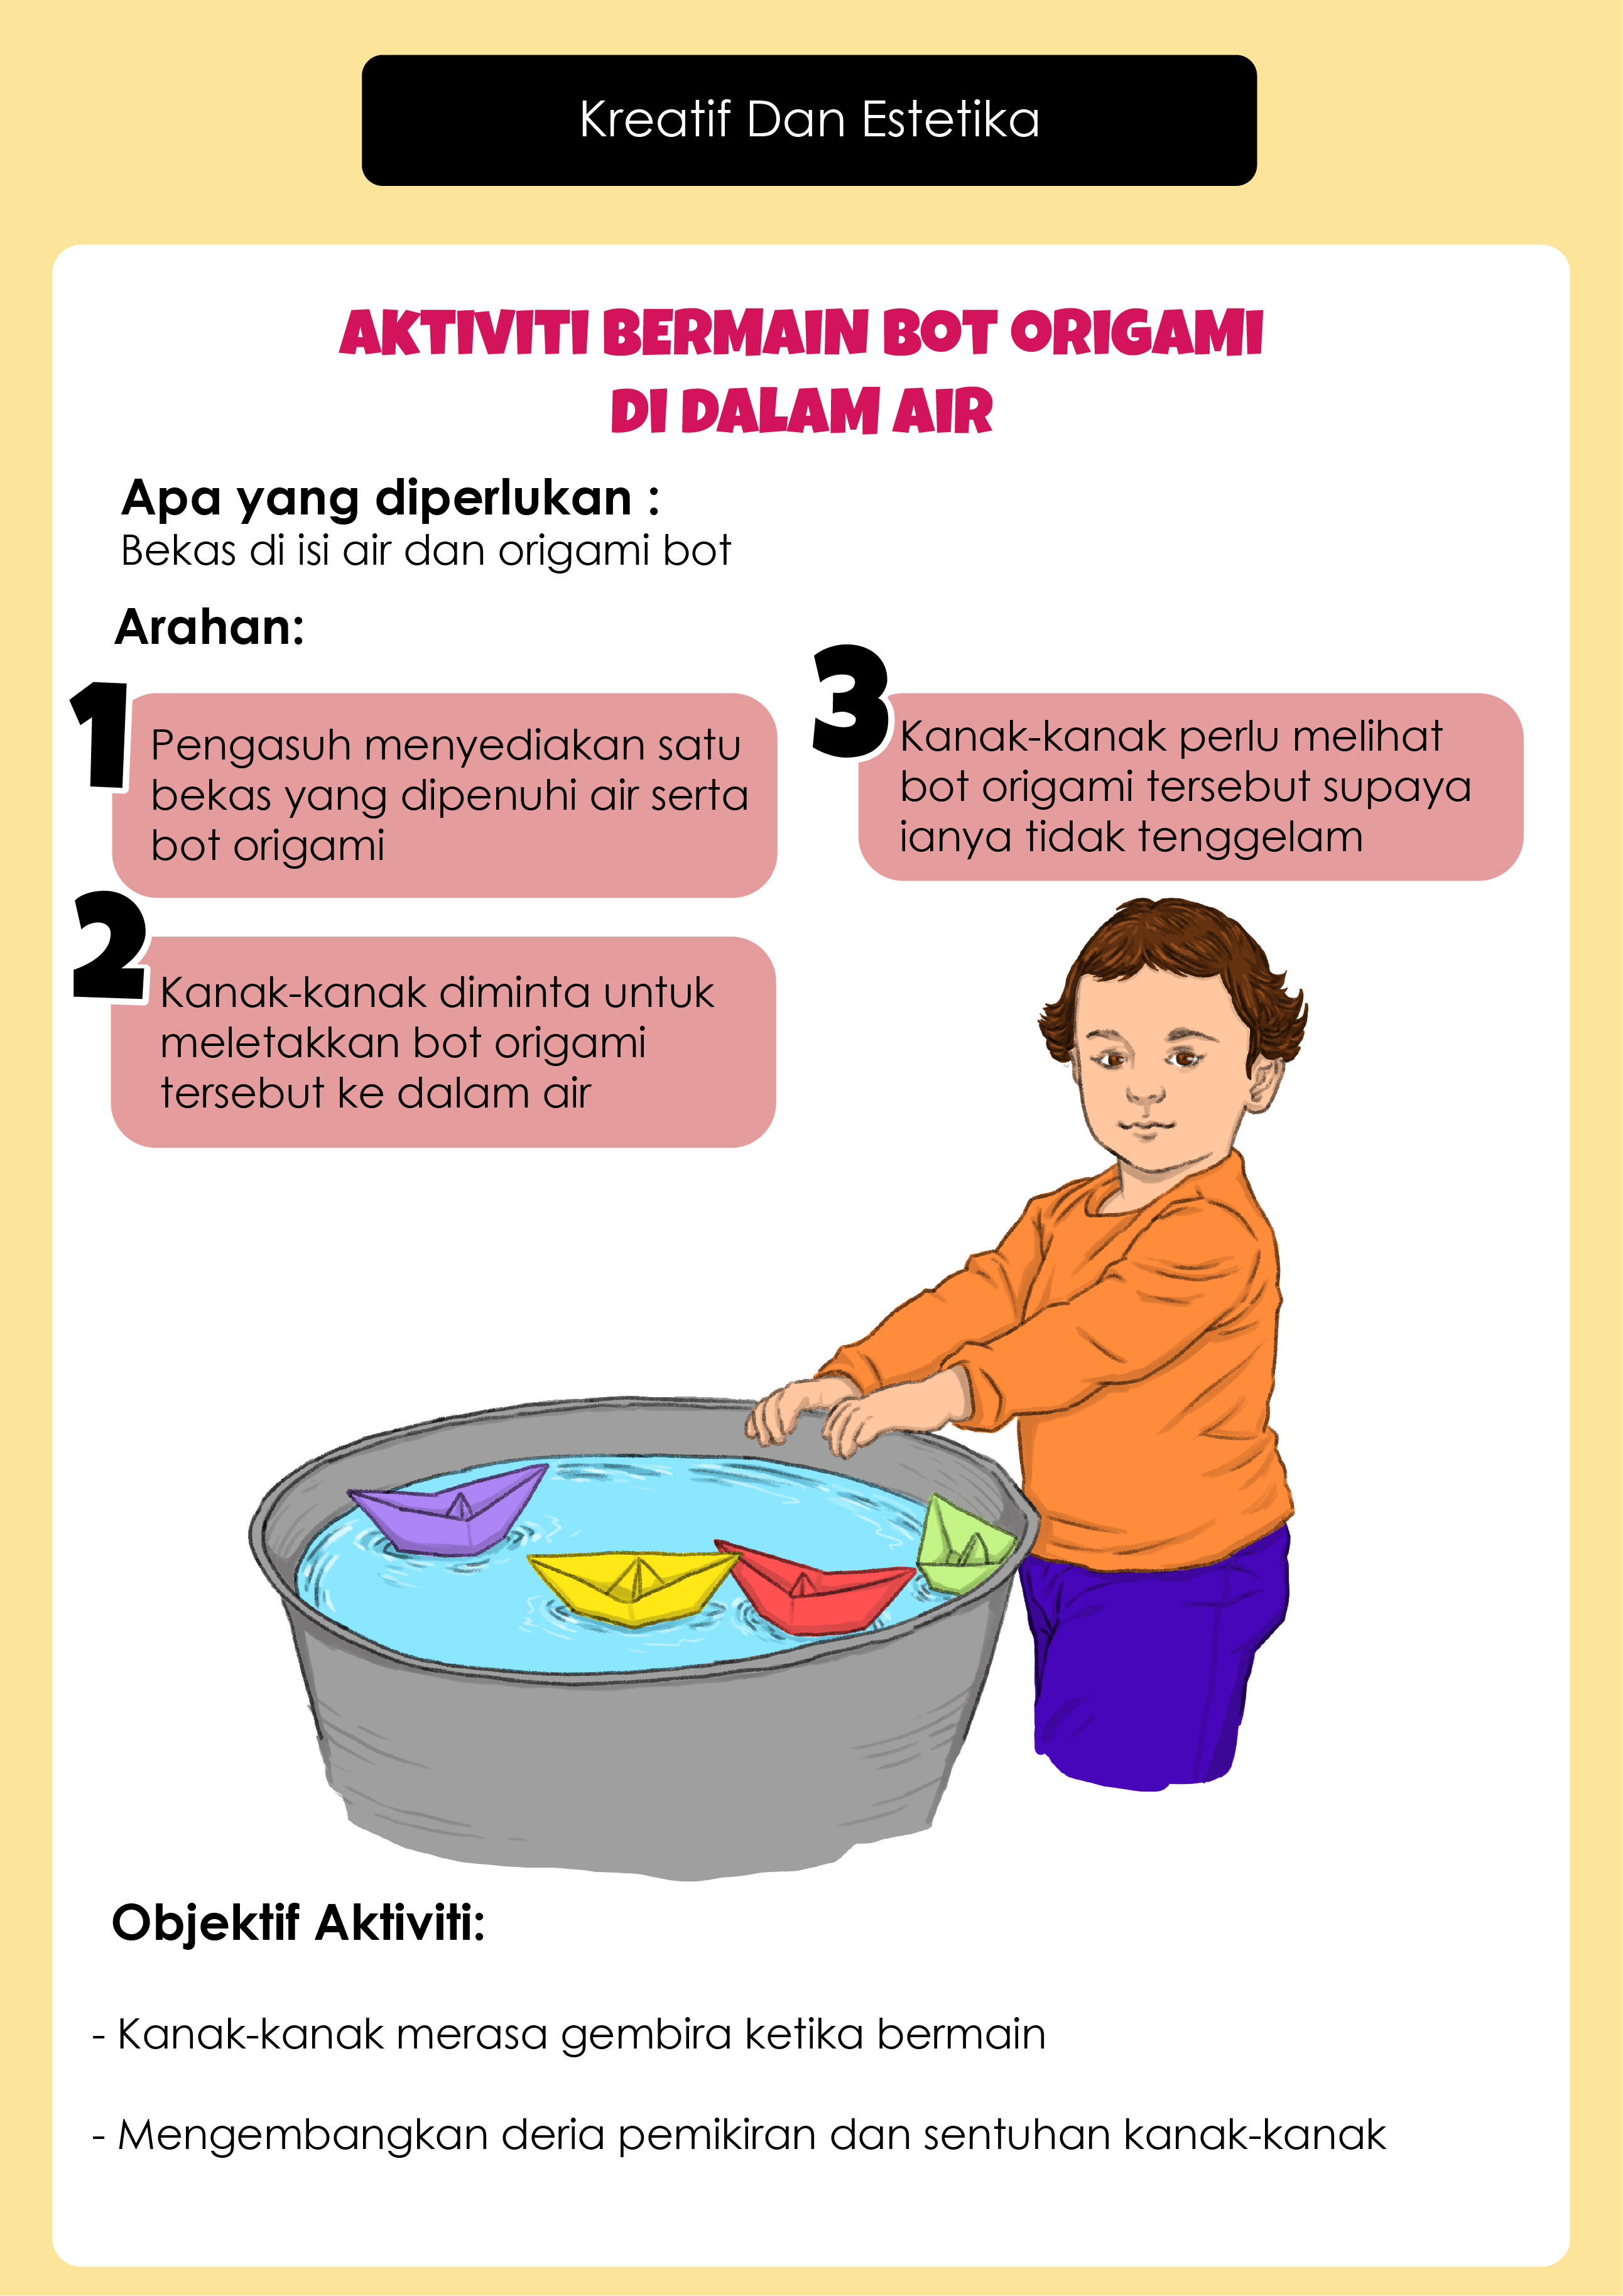 Kreatif Dan Estetika
AKTIVITI BERMAIN BOT ORIGAMI
DI DALAM AIR
Apa yang diperlukan :
Bekas di isi air dan origami bot
Arahan:
1
Pengasuh menyediakan satu
bekas yang dipenuhi air serta
bot origami
2
Kanak-kanak diminta untuk
meletakkan bot origami
tersebut ke dalam air
3
Kanak-kanak perlu melihat
bot origami tersebut supaya
ianya tidak tenggelam
Objektif Aktiviti:
- Kanak-kanak merasa gembira ketika bermain
- Mengembangkan deria pemikiran dan sentuhan kanak-kanak